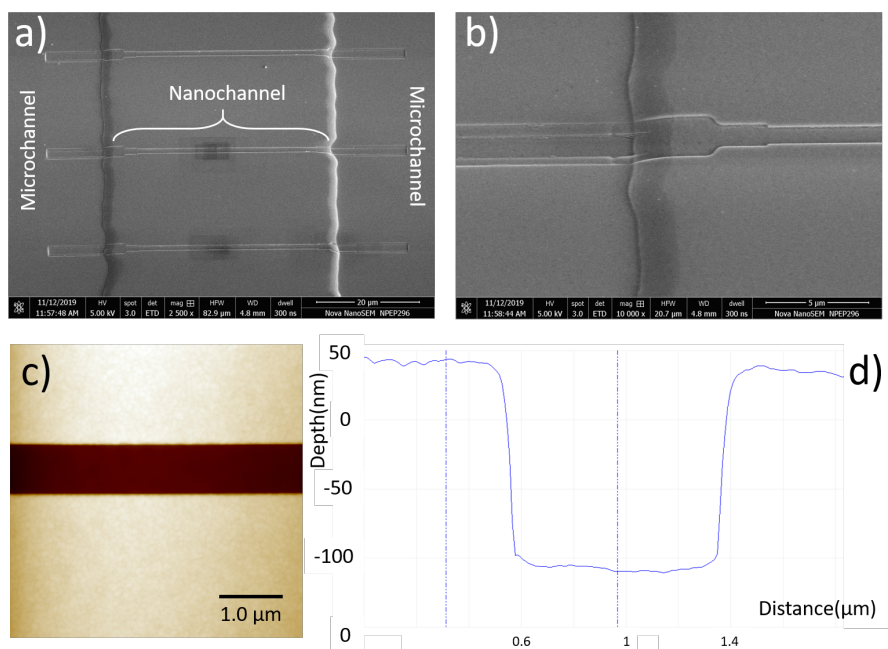 a)
Nanochannel
Microchannel
Microchannel
11/12/2019 HV spot det mag HFW WD dwell 20 µm
11:57:48 AM 5.00 kV 3.0 ETD 2 500 x 82.9 µm 4.8 mm 300 ns Nova NanoSEM NPEP296
b)
11/12/2019 HV spot det mag HFW WD dwell 5 µm
11:58:44 AM 5.00 kV 3.0 ETD 10 000 x 20.7 µm 4.8 mm 300 ns Nova NanoSEM NPEP296
c)
1.0 µm
d)
Depth(nm)
50
0
-50
-100
0
0.6
1
1.4
Distance(µm)